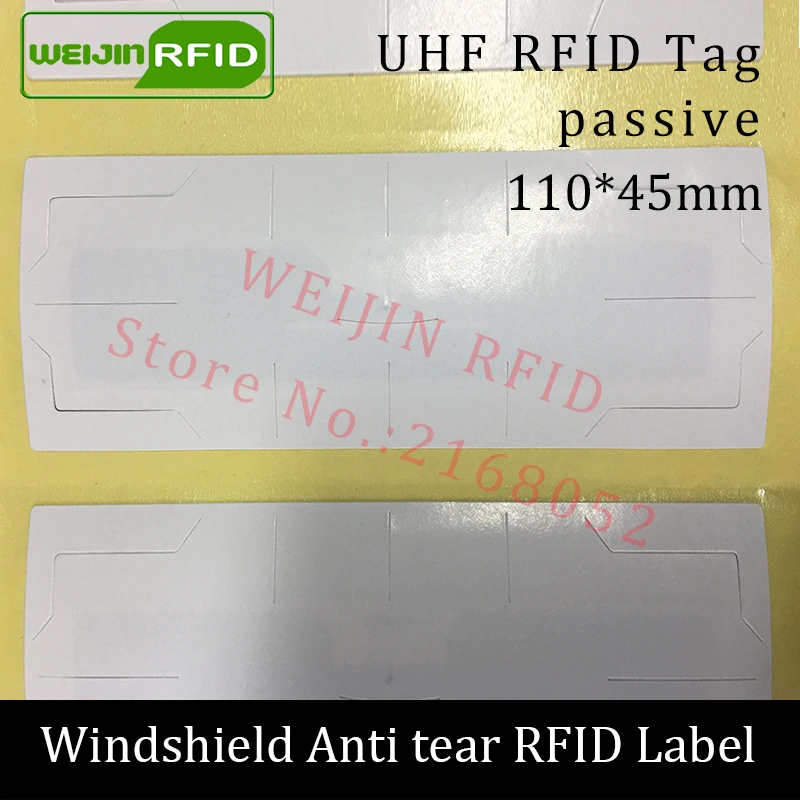 WEIJIN RFID
UHF RFID Tag
passive
110*45mm
WEIJIN RFID
Store No.:2168052
Windshield Anti tear RFID Label